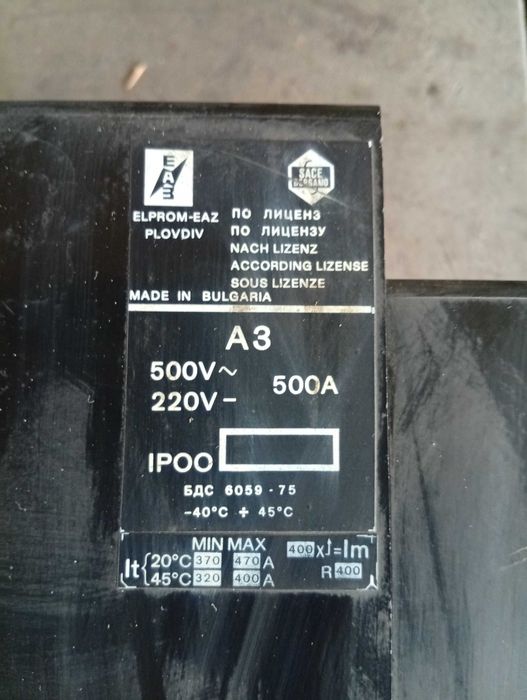 EAZ
SACE
BERGAMO
ELPROM-EAZ
PLOVDIV
ПО ЛИЦЕНЗ
ПО ЛИЦЕНЗУ
NACH LIZENZ
ACCORDING LIZENSE
SOUS LIZENZE
MADE IN BULGARIA
A3
500V~
220V-
500A
IPOO
БДС 6059-75
-40°C + 45°C
MIN MAX
It { 20°C 370 470 A
45°C 320 400 A
400 x I = Im
R 400